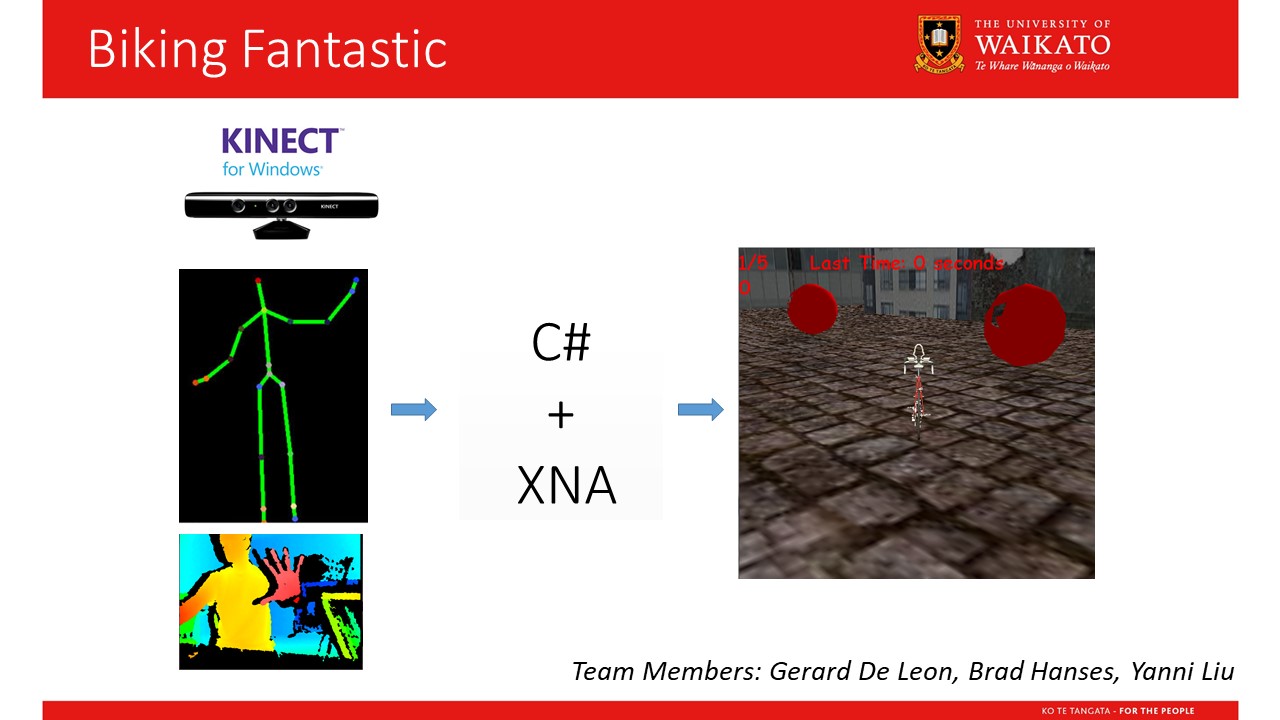 Biking Fantastic
THE UNIVERSITY OF
WAIKATO
Te Whare Wānanga o Waikato
KINECT™
for Windows®
KINECT
1/5 Last Time: 0 seconds
0
C#
+
XNA
Team Members: Gerard De Leon, Brad Hanses, Yanni Liu
KO TE TANGATA - FOR THE PEOPLE